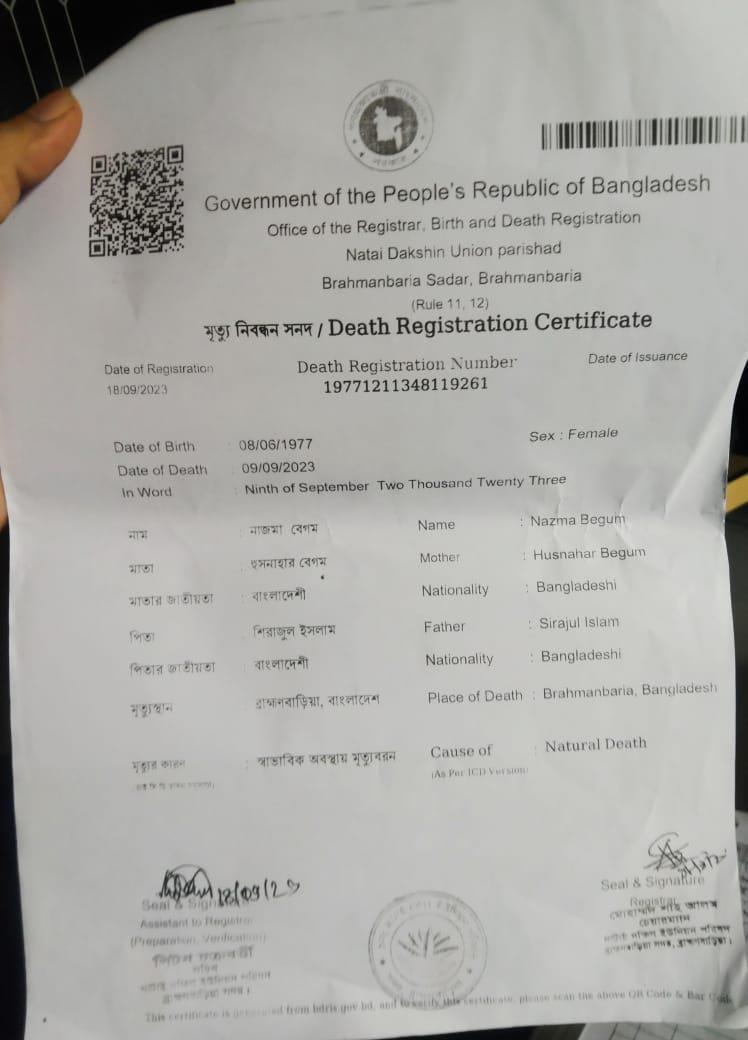 Government of the People's Republic of Bangladesh
Office of the Registrar, Birth and Death Registration
Natai Dakshin Union parishad
Brahmanbaria Sadar, Brahmanbaria
(Rule 11, 12)
মৃত্যু নিবন্ধন সনদ / Death Registration Certificate
Date of Registration Death Registration Number Date of Issuance
18/09/2023 19771211348119261
Date of Birth : 08/06/1977 Sex : Female
Date of Death : 09/09/2023
In Word : Ninth of September Two Thousand Twenty Three
নাম : নাজমা বেগম Name : Nazma Begum
মাতা : হুসনাহার বেগম Mother : Husnahar Begum
মাতার জাতীয়তা : বাংলাদেশী Nationality : Bangladeshi
পিতা : শিরাজুল ইসলাম Father : Sirajul Islam
পিতার জাতীয়তা : বাংলাদেশী Nationality : Bangladeshi
মৃত্যুস্থান : ব্রাহ্মণবাড়িয়া, বাংলাদেশ Place of Death : Brahmanbaria, Bangladesh
মৃত্যুর কারন : স্বাভাবিক অবস্থায় মৃত্যুবরন Cause of : Natural Death
(As Per ICD Version)
18/09/23
Seal & Signature
Seal & Registrar
Assistant to Registrar
(Preparation, Verification)
সচিব
চেয়ারম্যান
This certificate is generated from bdris.gov.bd, and to verify this certificate, please scan the above QR Code & Bar Code